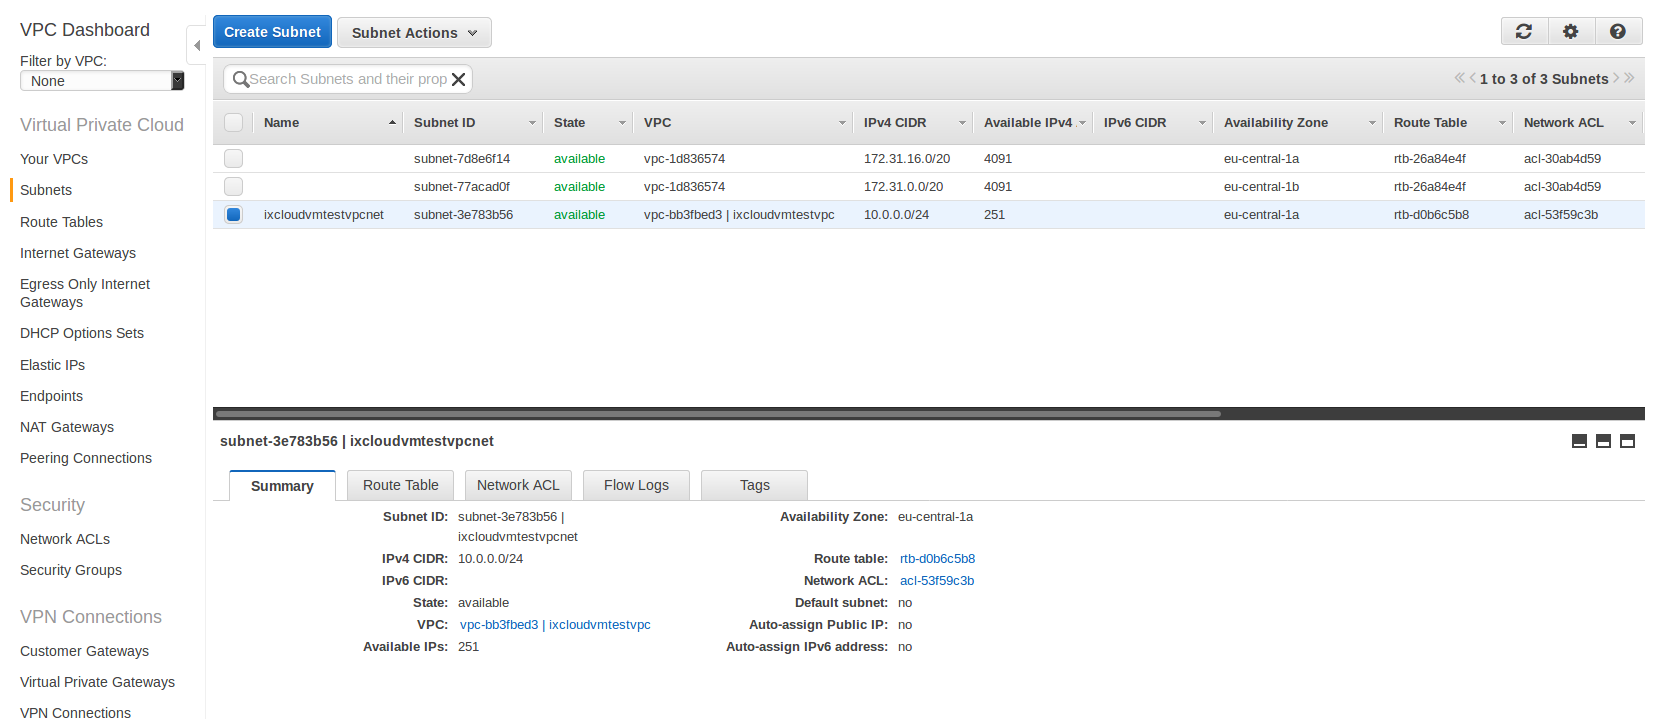 VPC Dashboard
Filter by VPC:
None
Virtual Private Cloud
Your VPCs
Subnets
Route Tables
Internet Gateways
Egress Only Internet
Gateways
DHCP Options Sets
Elastic IPs
Endpoints
NAT Gateways
Peering Connections
Security
Network ACLs
Security Groups
VPN Connections
Customer Gateways
Virtual Private Gateways
VPN Connections
Create Subnet Subnet Actions
Search Subnets and their prop 1 to 3 of 3 Subnets
Name Subnet ID State VPC IPv4 CIDR Available IPv4 IPv6 CIDR Availability Zone Route Table Network ACL
subnet-7d8e6f14 available vpc-1d836574 172.31.16.0/20 4091 eu-central-1a rtb-26a84e4f acl-30ab4d59
subnet-77acad0f available vpc-1d836574 172.31.0.0/20 4091 eu-central-1b rtb-26a84e4f acl-30ab4d59
ixcloudvmtestvpcnet subnet-3e783b56 available vpc-bb3fbed3 | ixcloudvmtestvpc 10.0.0.0/24 251 eu-central-1a rtb-d0b6c5b8 acl-53f59c3b
subnet-3e783b56 | ixcloudvmtestvpcnet
Summary Route Table Network ACL Flow Logs Tags
Subnet ID: subnet-3e783b56 |
ixcloudvmtestvpcnet
IPv4 CIDR: 10.0.0.0/24
IPv6 CIDR:
State: available
VPC: vpc-bb3fbed3 | ixcloudvmtestvpc
Available IPs: 251
Availability Zone: eu-central-1a
Route table: rtb-d0b6c5b8
Network ACL: acl-53f59c3b
Default subnet: no
Auto-assign Public IP: no
Auto-assign IPv6 address: no